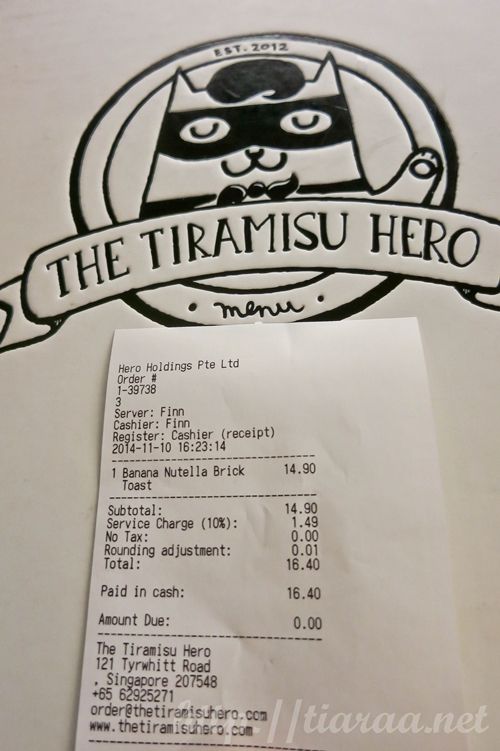 EST. 2012
THE TIRAMISU HERO
menu
Hero Holdings Pte Ltd
Order #
1-39738
3
Server: Finn
Cashier: Finn
Register: Cashier (receipt)
2014-11-10 16:23:14
1 Banana Nutella Brick 14.90
Toast
Subtotal: 14.90
Service Charge (10%): 1.49
No Tax: 0.00
Rounding adjustment: 0.01
Total: 16.40
Paid in cash: 16.40
Amount Due: 0.00
The Tiramisu Hero
121 Tyrwhitt Road
, Singapore 207548
+65 62925271
order@thetiramisuhero.com
www.thetiramisuhero.com
//tiaraa.net